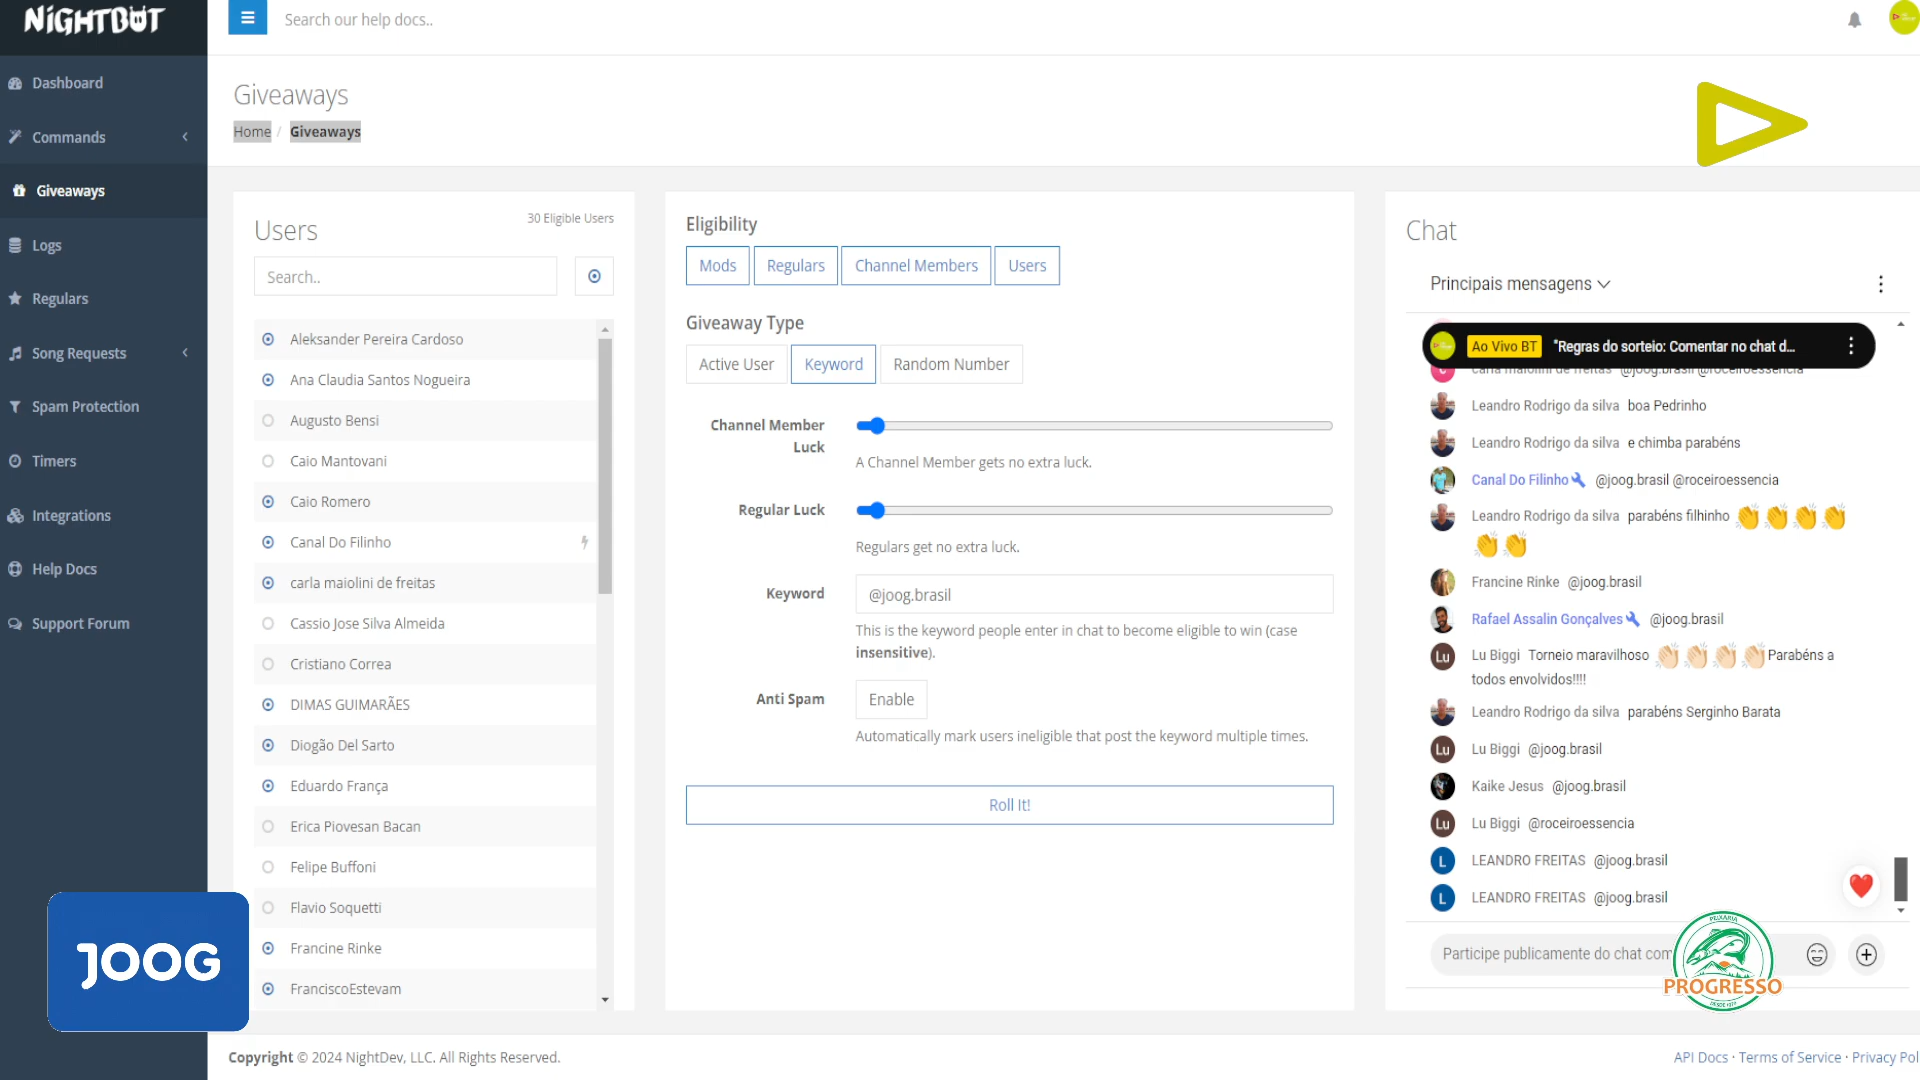 NIGHTBOT
Search our help docs..
Dashboard
Commands
Giveaways
Logs
Regulars
Song Requests
Spam Protection
Timers
Integrations
Help Docs
Support Forum
Giveaways
Home / Giveaways
Users
30 Eligible Users
Search..
Aleksander Pereira Cardoso
Ana Claudia Santos Nogueira
Augusto Bensi
Caio Mantovani
Caio Romero
Canal Do Filinho
carla maiolini de freitas
Cassio Jose Silva Almeida
Cristiano Correa
DIMAS GUIMARÃES
Diogão Del Sarto
Eduardo França
Erica Piovesan Bacan
Felipe Buffoni
Flavio Soquetti
Francine Rinke
FranciscoEstevam
Eligibility
Mods Regulars Channel Members Users
Giveaway Type
Active User Keyword Random Number
Channel Member
Luck
A Channel Member gets no extra luck.
Regular Luck
Regulars get no extra luck.
Keyword
@joog.brasil
This is the keyword people enter in chat to become eligible to win (case
insensitive).
Anti Spam
Enable
Automatically mark users ineligible that post the keyword multiple times.
Roll It!
Chat
Principais mensagens
Ao Vivo BT "Regras do sorteio: Comentar no chat d...
carla maiolini de freitas @joog.brasil @roceiroessencia
Leandro Rodrigo da silva boa Pedrinho
Leandro Rodrigo da silva e chimba parabéns
Canal Do Filinho @joog.brasil @roceiroessencia
Leandro Rodrigo da silva parabéns filhinho 👏👏👏👏
👏👏
Francine Rinke @joog.brasil
Rafael Assalin Gonçalves @joog.brasil
Lu Lu Biggi Torneio maravilhoso 👏🏻👏🏻👏🏻👏🏻Parabéns a
todos envolvidos!!!!
Leandro Rodrigo da silva parabéns Serginho Barata
Lu Lu Biggi @joog.brasil
Kaike Jesus @joog.brasil
Lu Lu Biggi @roceiroessencia
L LEANDRO FREITAS @joog.brasil
L LEANDRO FREITAS @joog.brasil
Participe publicamente do chat com
PEIXARIA
PROGRESSO
JOOG
Copyright © 2024 NightDev, LLC. All Rights Reserved.
API Docs · Terms of Service · Privacy Pol